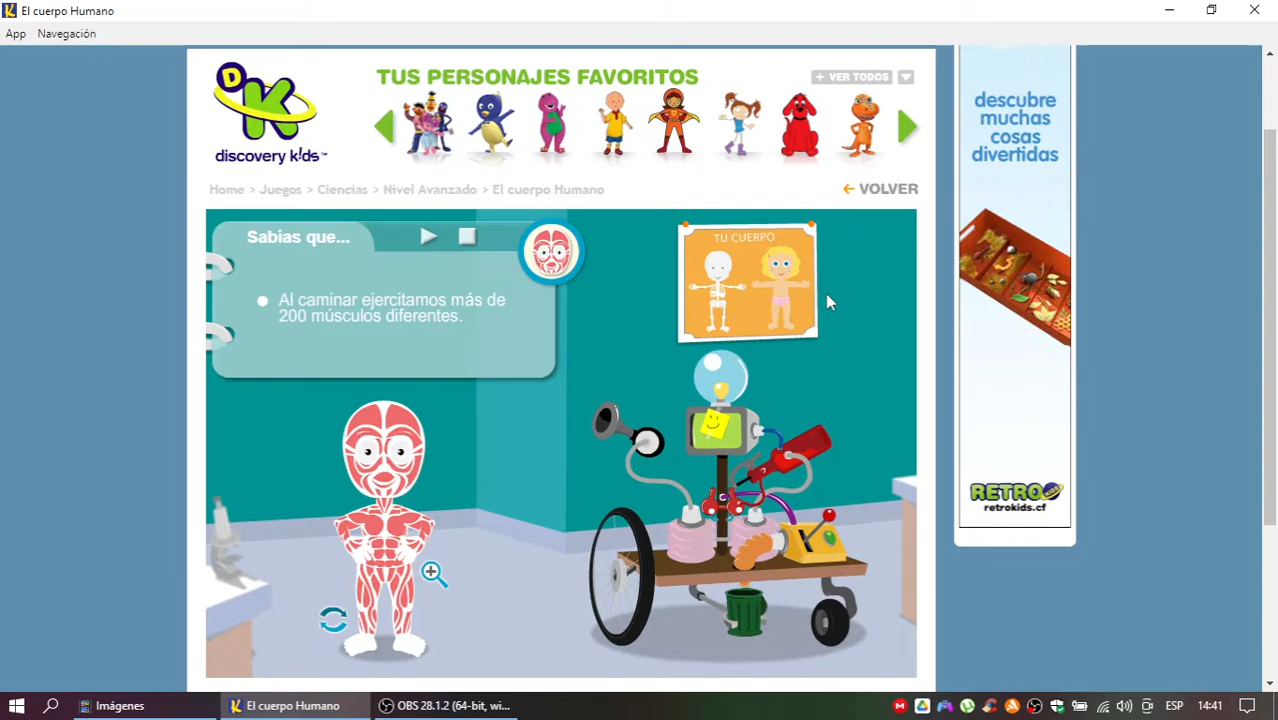 El cuerpo Humano
App Navegación
D
K
discovery k!ds™
TUS PERSONAJES FAVORITOS
+ VER TODOS
Home > Juegos > Ciencias > Nivel Avanzado > El cuerpo Humano
VOLVER
Sabías que...
Al caminar ejercitamos más de
200 músculos diferentes.
TU CUERPO
descubre
muchas
cosas
divertidas
RETRO
retrokids.cf
Imágenes
El cuerpo Humano
OBS 28.1.2 (64-bit, wi...
ESP
14:41